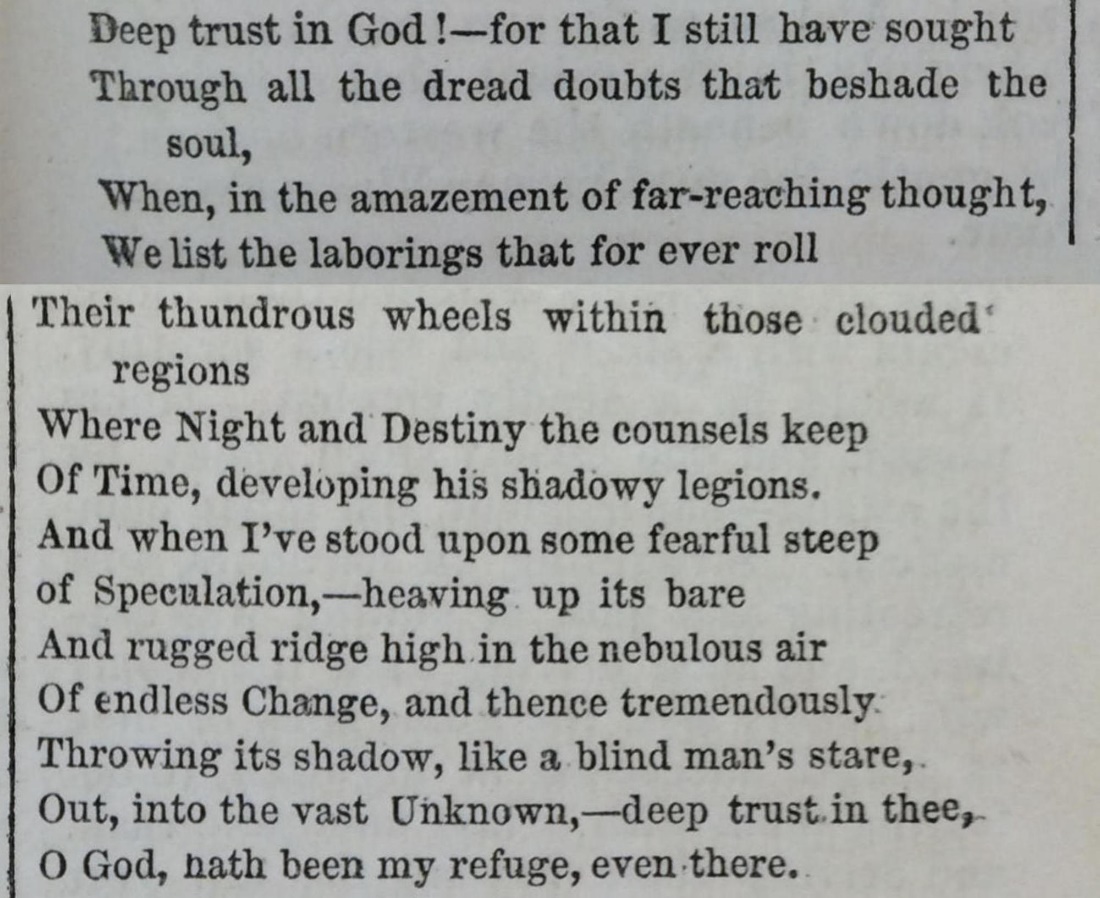 Deep trust in God!—for that I still have sought
Through all the dread doubts that beshade the
soul,
When, in the amazement of far-reaching thought,
We list the laborings that for ever roll
Their thundrous wheels within those clouded
regions
Where Night and Destiny the counsels keep
Of Time, developing his shadowy legions.
And when I've stood upon some fearful steep
of Speculation,—heaving up its bare
And rugged ridge high in the nebulous air
Of endless Change, and thence tremendously
Throwing its shadow, like a blind man's stare,
Out, into the vast Unknown,—deep trust in thee,
O God, hath been my refuge, even there.